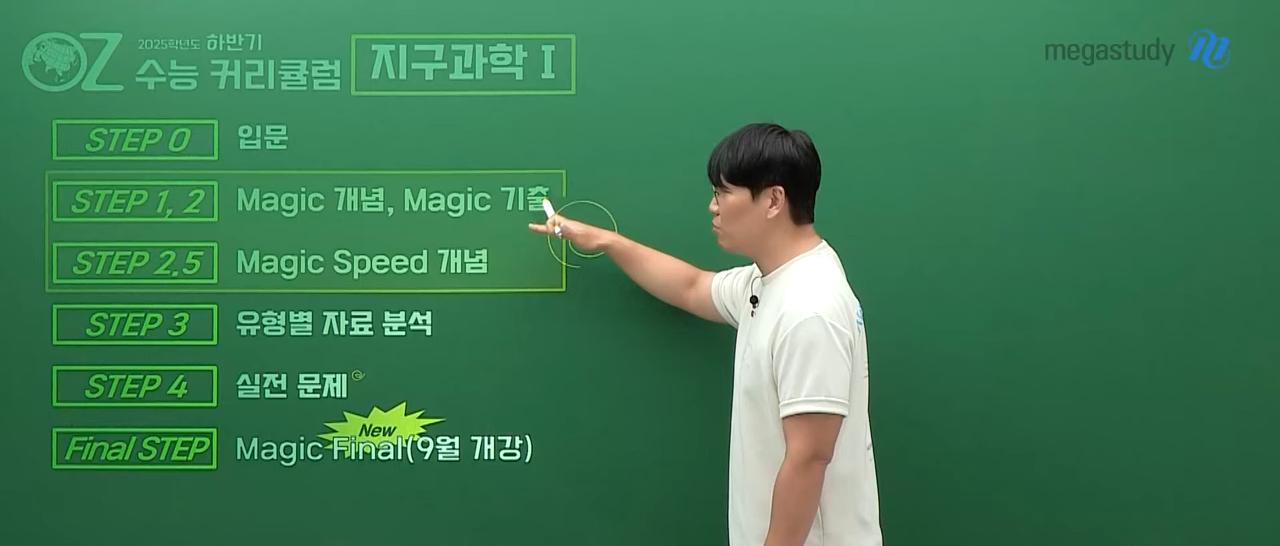 OZ 2025학년도 하반기
수능 커리큘럼 지구과학 I
megastudy
STEP 0 입문
STEP 1, 2 Magic 개념, Magic 기출
STEP 2.5 Magic Speed 개념
STEP 3 유형별 자료 분석
STEP 4 실전 문제
New
Final STEP Magic Final(9월 개강)